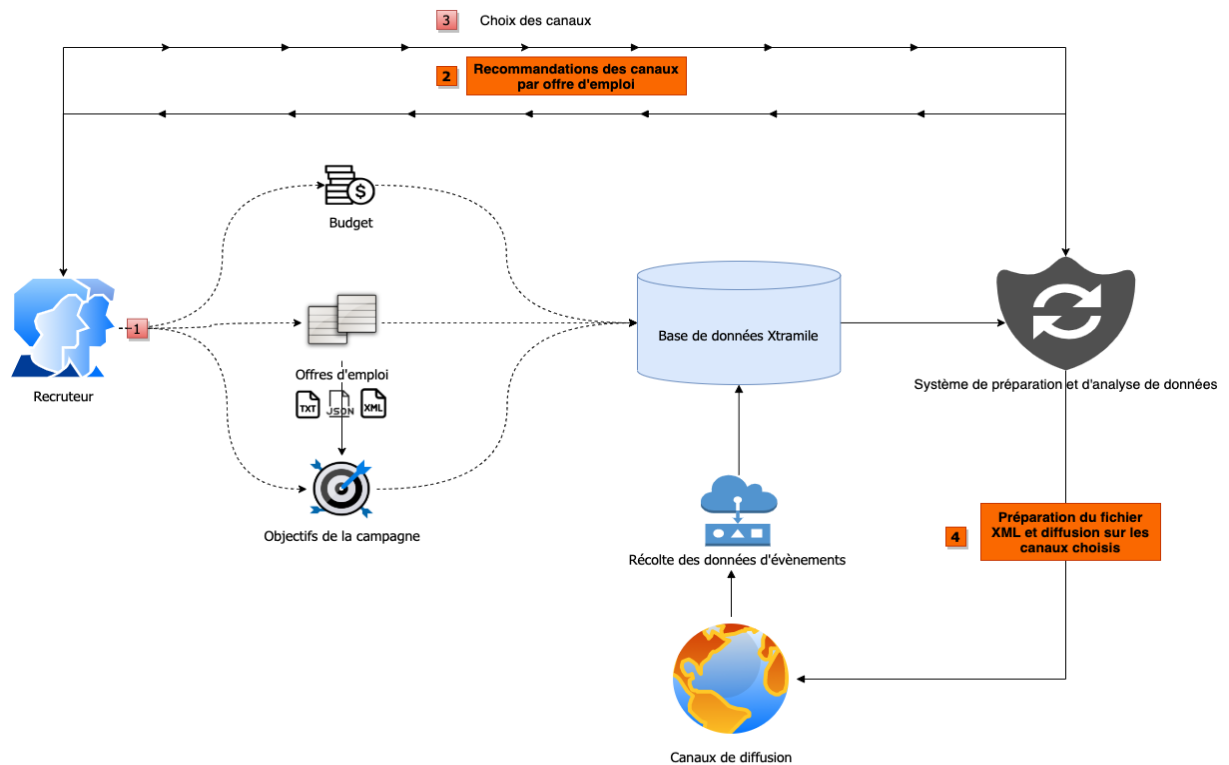 3 Choix des canaux
2 Recommandations des canaux
par offre d'emploi
$
Budget
1
Recruteur
Offres d'emploi
TXT JSON XML
Objectifs de la campagne
Base de données Xtramile
Système de préparation et d'analyse de données
Récolte des données d'évènements
4 Préparation du fichier
XML et diffusion sur les
canaux choisis
Canaux de diffusion